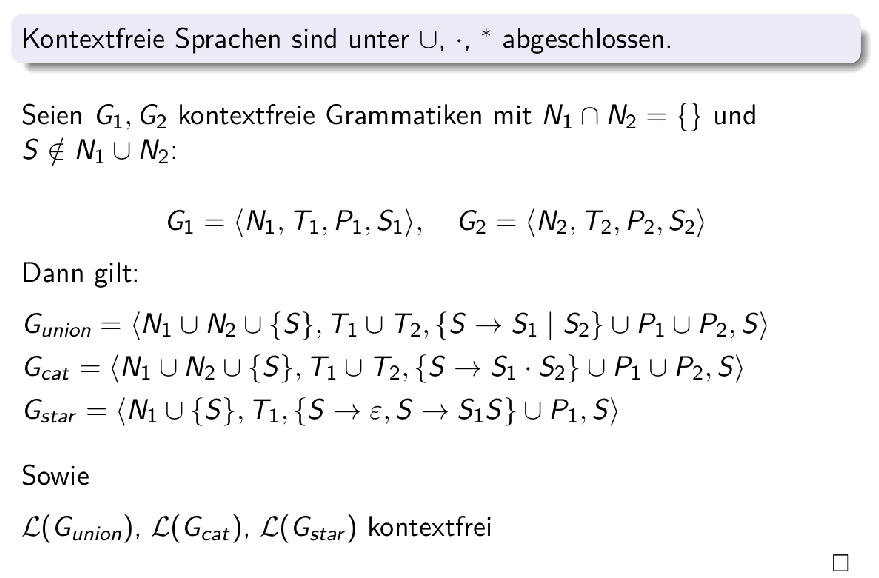 Kontextfreie Sprachen sind unter ∪, ·, * abgeschlossen.
Seien G₁, G₂ kontextfreie Grammatiken mit N₁ ∩ N₂ = {} und
S ∉ N₁ ∪ N₂:
G₁ = ⟨N₁, T₁, P₁, S₁⟩, G₂ = ⟨N₂, T₂, P₂, S₂⟩
Dann gilt:
G_union = ⟨N₁ ∪ N₂ ∪ {S}, T₁ ∪ T₂, {S → S₁ | S₂} ∪ P₁ ∪ P₂, S⟩
G_cat = ⟨N₁ ∪ N₂ ∪ {S}, T₁ ∪ T₂, {S → S₁ · S₂} ∪ P₁ ∪ P₂, S⟩
G_star = ⟨N₁ ∪ {S}, T₁, {S → ε, S → S₁S} ∪ P₁, S⟩
Sowie
ℒ(G_union), ℒ(G_cat), ℒ(G_star) kontextfrei
□